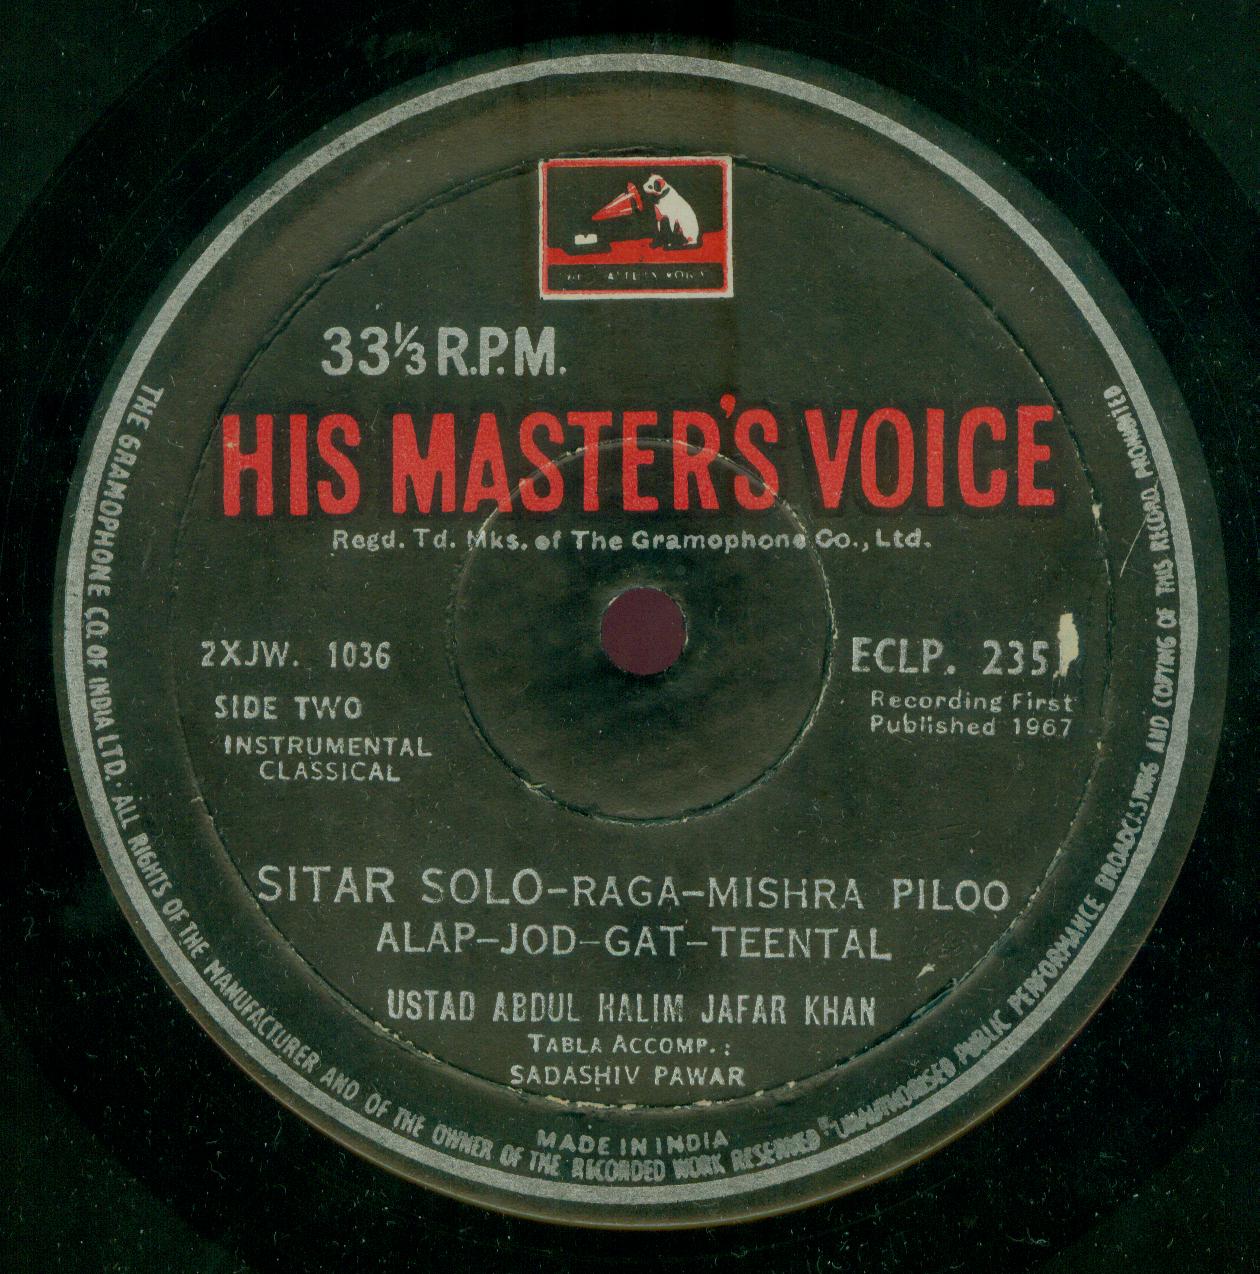 33⅓ R.P.M.
HIS MASTER'S VOICE
Regd. Td. Mks. of The Gramophone Co., Ltd.
2XJW. 1036
SIDE TWO
INSTRUMENTAL
CLASSICAL
ECLP. 2351
Recording First
Published 1967
SITAR SOLO–RAGA–MISHRA PILOO
ALAP–JOD–GAT–TEENTAL
USTAD ABDUL HALIM JAFAR KHAN
TABLA ACCOMP. :
SADASHIV PAWAR
MADE IN INDIA
THE GRAMOPHONE CO. OF INDIA LTD. ALL RIGHTS OF THE MANUFACTURER AND OF THE OWNER OF THE RECORDED WORK RESERVED UNAUTHORISED PUBLIC PERFORMANCE BROADCASTING AND COPYING OF THIS RECORD PROHIBITED